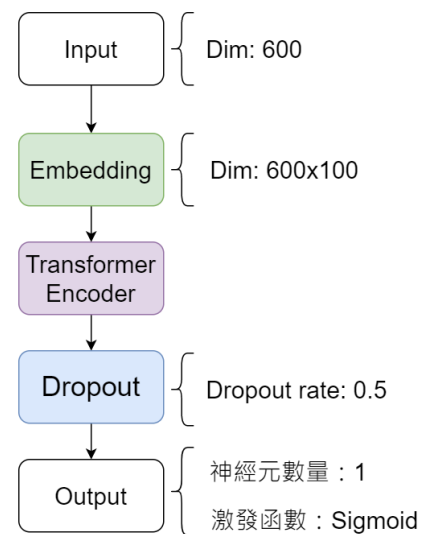 Input
Dim: 600
Embedding
Dim: 600x100
Transformer
Encoder
Dropout
Dropout rate: 0.5
Output
神經元數量：1
激發函數：Sigmoid